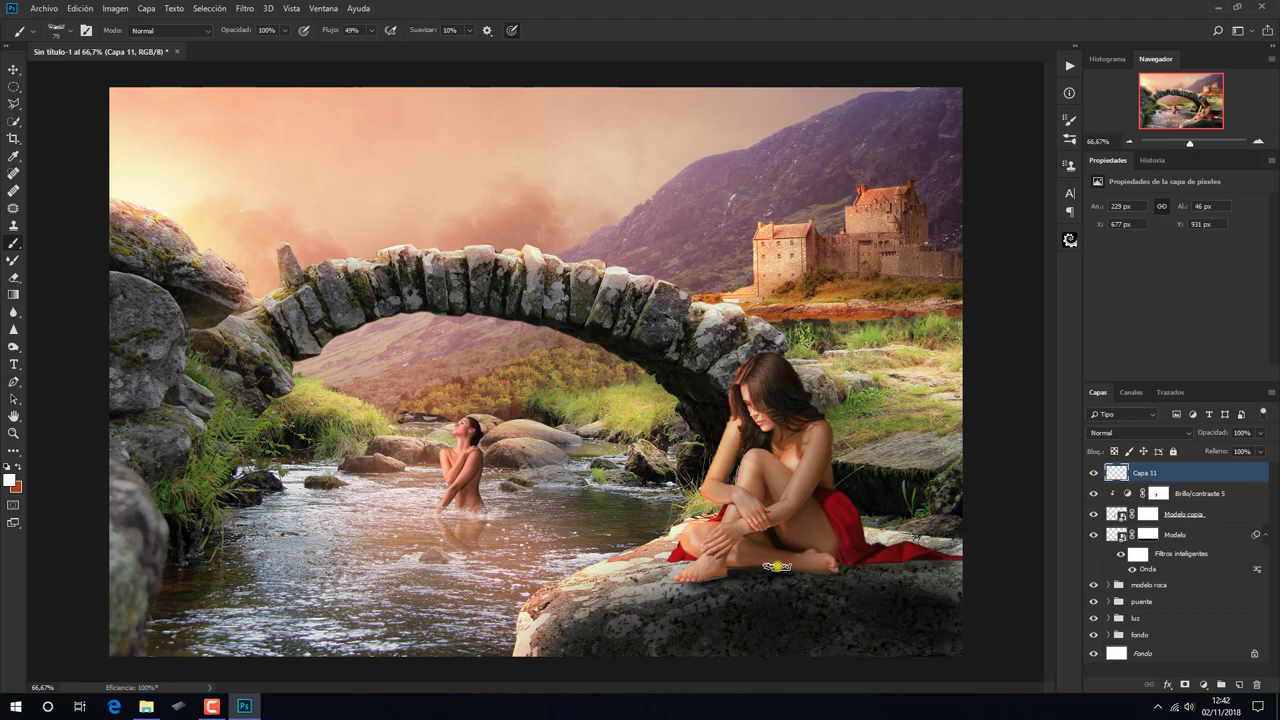 Ps Archivo Edición Imagen Capa Texto Selección Filtro 3D Vista Ventana Ayuda
79 Modo: Normal Opacidad: 100% Flujo: 49% Suavizar: 10%
Sin título-1 al 66,7% (Capa 11, RGB/8) * ×
Histograma Navegador
66,67%
Propiedades Historia
Propiedades de la capa de píxeles
An.: 229 px Al.: 46 px
X: 677 px Y: 931 px
Capas Canales Trazados
Tipo
Normal Opacidad: 100%
Bloq.: Relleno: 100%
Capa 11
Brillo/contraste 5
Modelo copia
Modelo
Filtros inteligentes
Onda
modelo roca
puente
luz
fondo
Fondo
fx
66,67% Eficiencia: 100%*
Ps 12:42
02/11/2018